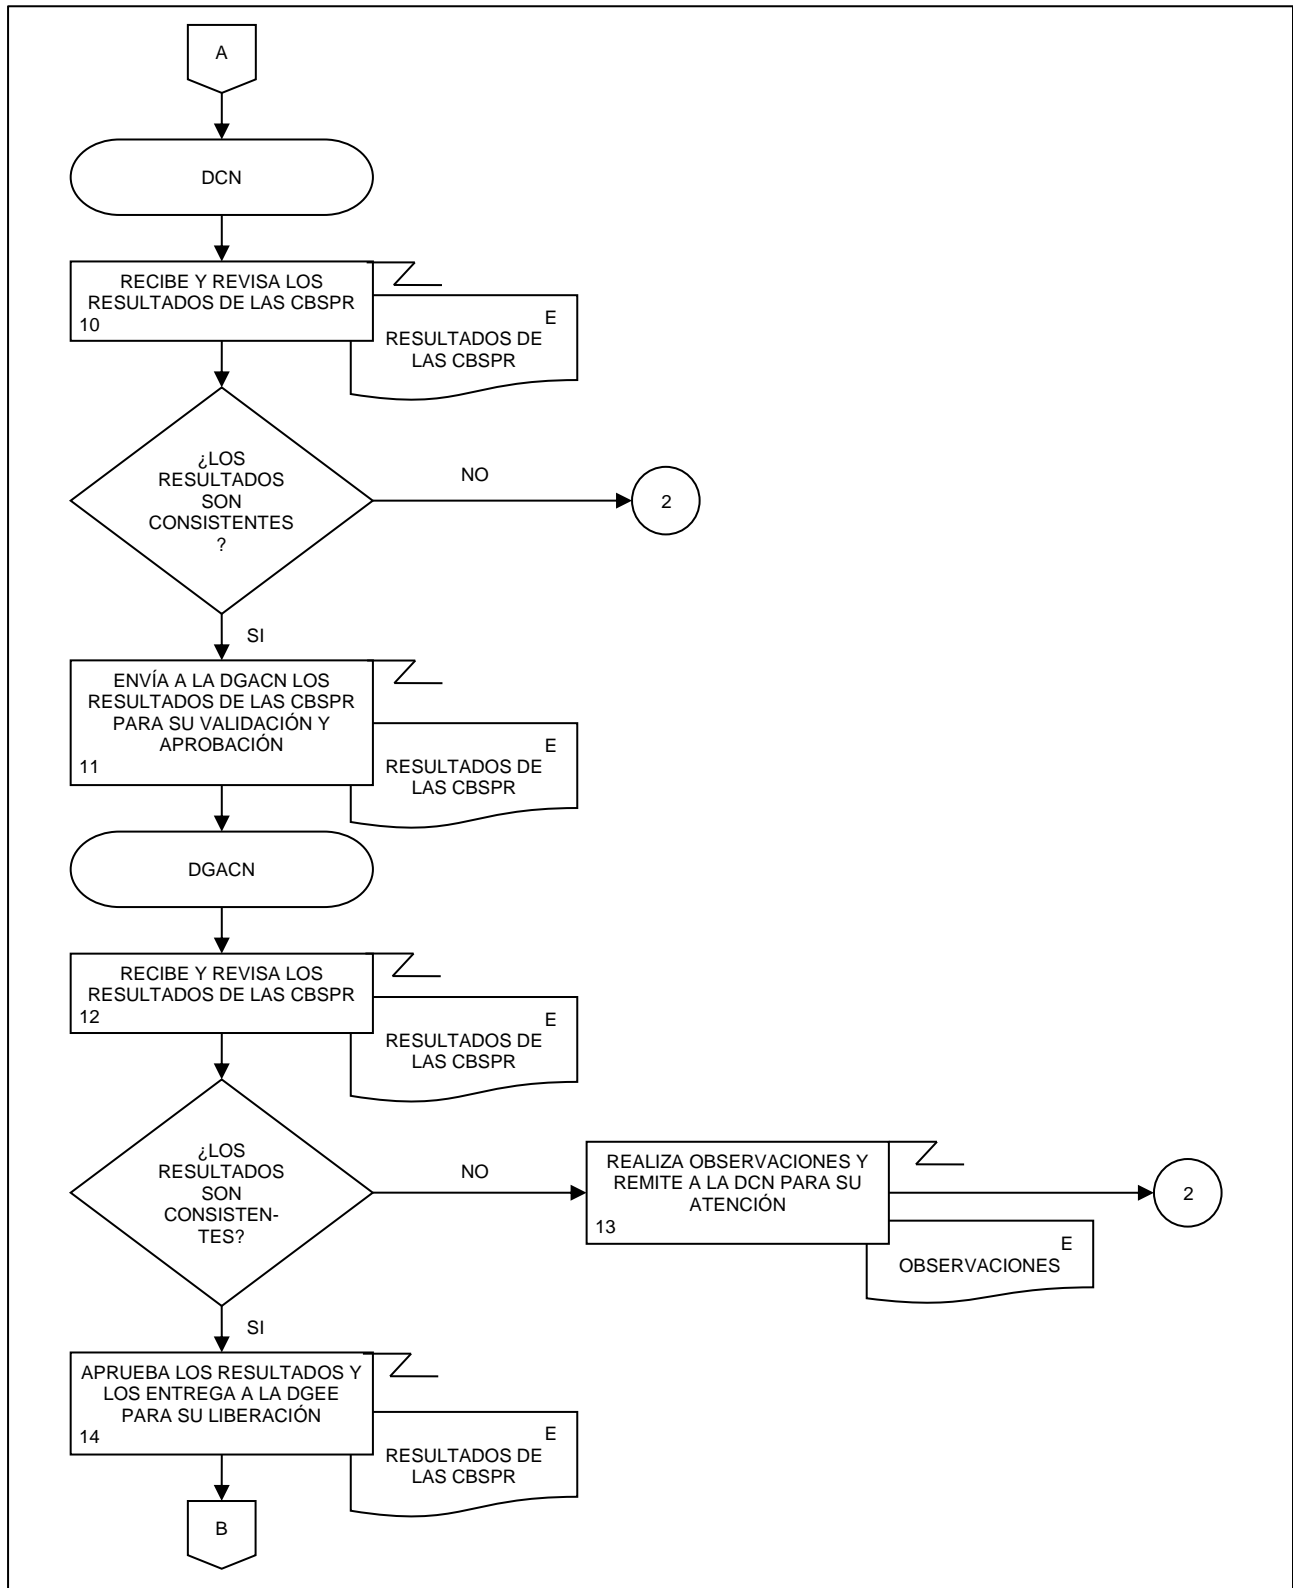 A
DCN
RECIBE Y REVISA LOS
RESULTADOS DE LAS CBSPR
10
E
RESULTADOS DE
LAS CBSPR
¿LOS
RESULTADOS
SON
CONSISTENTES
?
NO
2
SI
ENVÍA A LA DGACN LOS
RESULTADOS DE LAS CBSPR
PARA SU VALIDACIÓN Y
APROBACIÓN
11
E
RESULTADOS DE
LAS CBSPR
DGACN
RECIBE Y REVISA LOS
RESULTADOS DE LAS CBSPR
12
E
RESULTADOS DE
LAS CBSPR
¿LOS
RESULTADOS
SON
CONSISTEN-
TES?
NO
REALIZA OBSERVACIONES Y
REMITE A LA DCN PARA SU
ATENCIÓN
13
E
OBSERVACIONES
2
SI
APRUEBA LOS RESULTADOS Y
LOS ENTREGA A LA DGEE
PARA SU LIBERACIÓN
14
E
RESULTADOS DE
LAS CBSPR
B